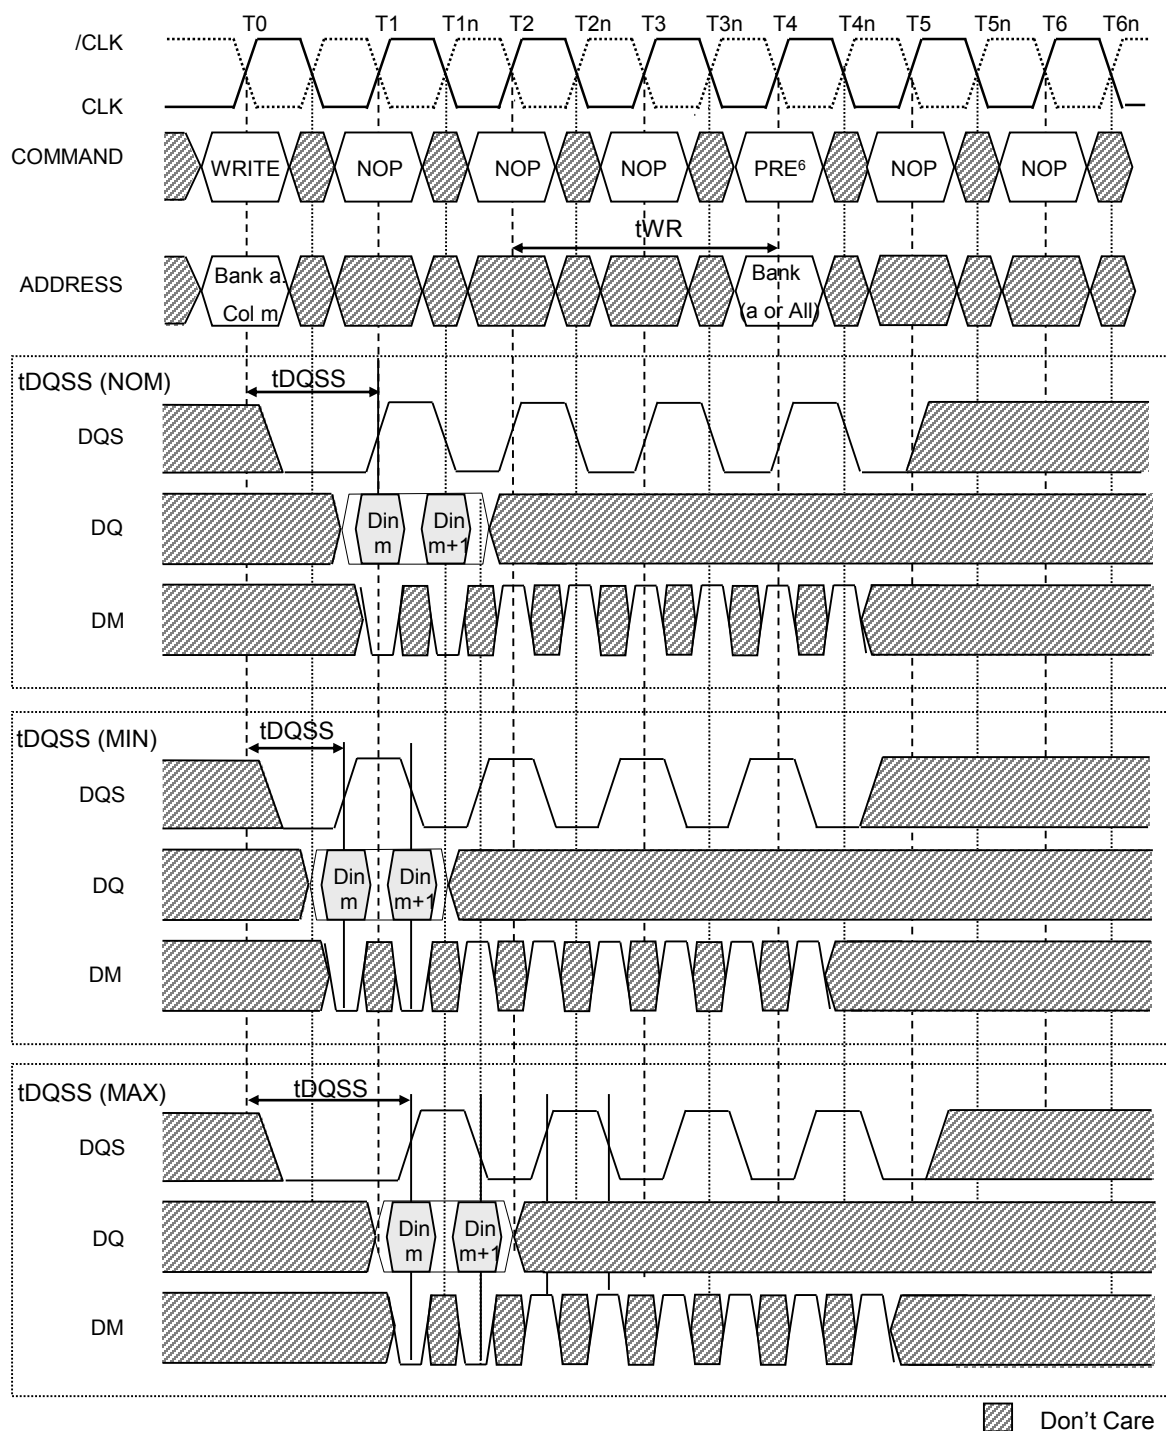 T0 T1 T1n T2 T2n T3 T3n T4 T4n T5 T5n T6 T6n
/CLK
CLK
COMMAND WRITE NOP NOP NOP PRE⁶ NOP NOP
tWR
ADDRESS Bank a. Bank
Col m (a or All)
tDQSS (NOM) tDQSS
DQS
DQ Din Din
m m+1
DM
tDQSS (MIN) tDQSS
DQS
DQ Din Din
m m+1
DM
tDQSS (MAX) tDQSS
DQS
DQ Din Din
m m+1
DM
Don't Care